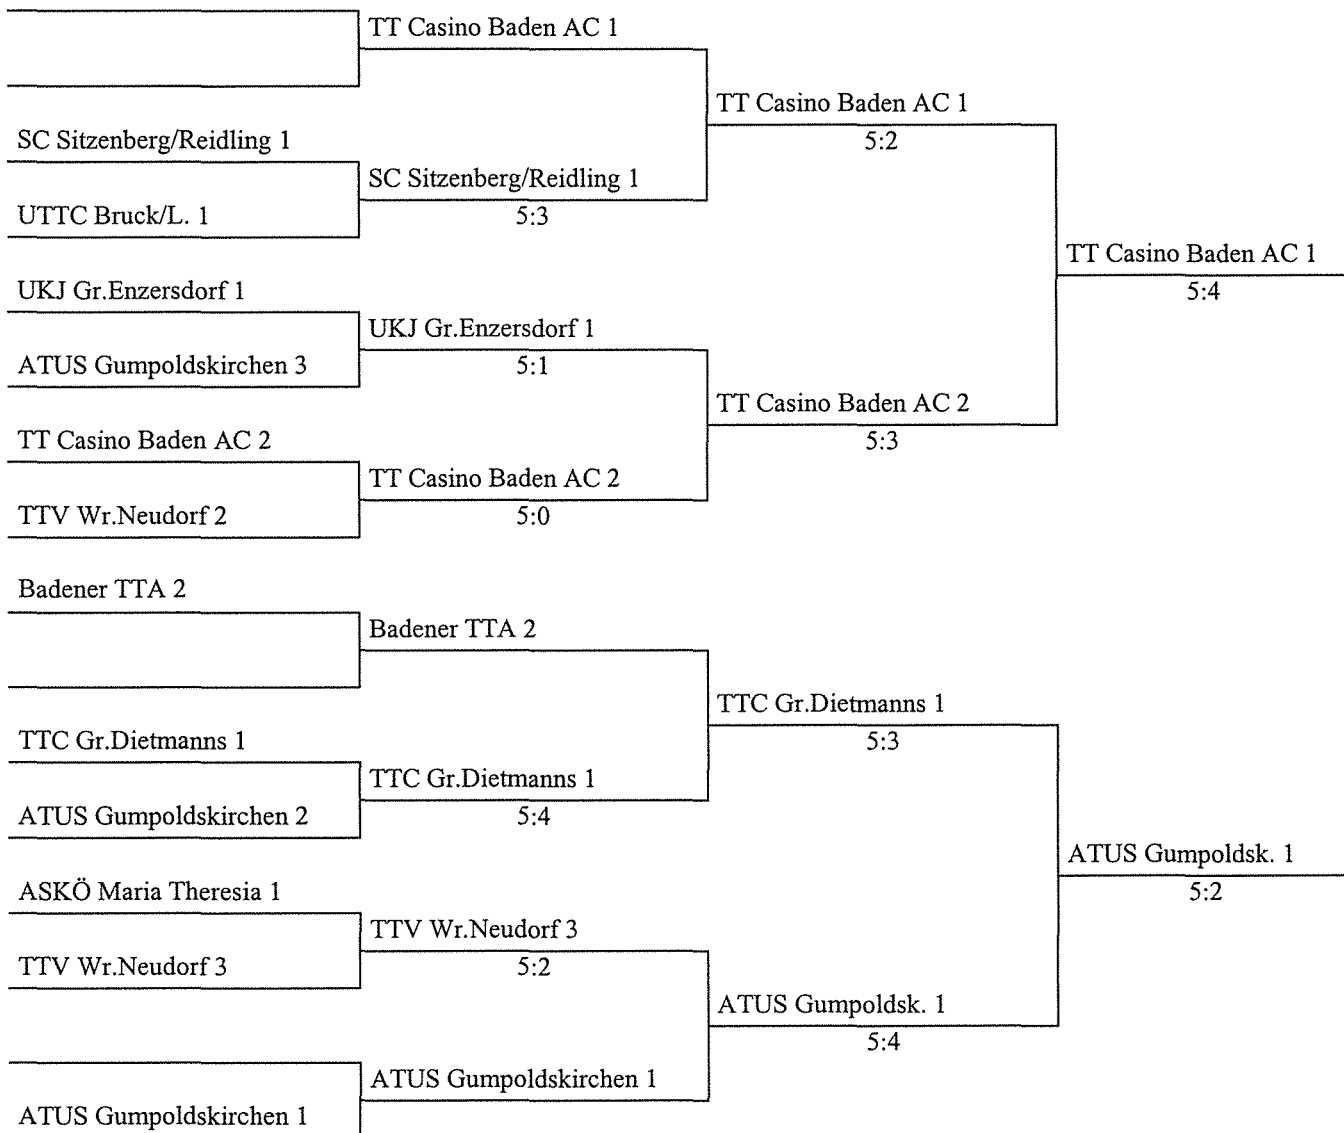 TT Casino Baden AC 1
TT Casino Baden AC 1
5:2
SC Sitzenberg/Reidling 1
SC Sitzenberg/Reidling 1
5:3
UTTC Bruck/L. 1
TT Casino Baden AC 1
5:4
UKJ Gr.Enzersdorf 1
UKJ Gr.Enzersdorf 1
5:1
ATUS Gumpoldskirchen 3
TT Casino Baden AC 2
5:3
TT Casino Baden AC 2
TT Casino Baden AC 2
5:0
TTV Wr.Neudorf 2
Badener TTA 2
Badener TTA 2
TTC Gr.Dietmanns 1
5:3
TTC Gr.Dietmanns 1
TTC Gr.Dietmanns 1
5:4
ATUS Gumpoldskirchen 2
ATUS Gumpoldsk. 1
5:2
ASKÖ Maria Theresia 1
TTV Wr.Neudorf 3
5:2
TTV Wr.Neudorf 3
ATUS Gumpoldsk. 1
5:4
ATUS Gumpoldskirchen 1
ATUS Gumpoldskirchen 1